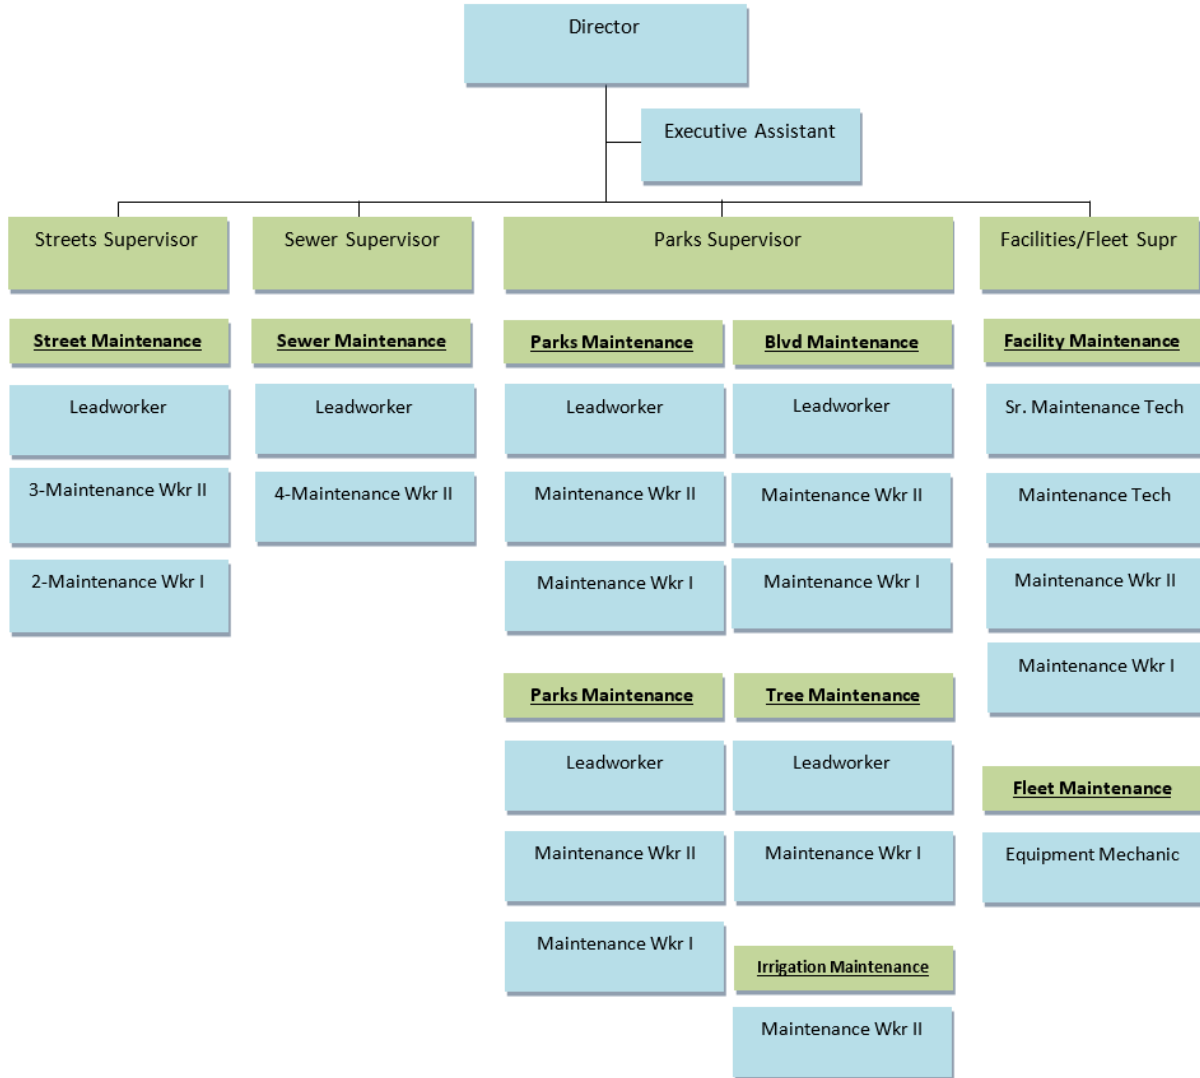 Director
Executive Assistant
Streets Supervisor
Sewer Supervisor
Parks Supervisor
Facilities/Fleet Supr
Street Maintenance
Leadworker
3-Maintenance Wkr II
2-Maintenance Wkr I
Sewer Maintenance
Leadworker
4-Maintenance Wkr II
Parks Maintenance
Leadworker
Maintenance Wkr II
Maintenance Wkr I
Blvd Maintenance
Leadworker
Maintenance Wkr II
Maintenance Wkr I
Parks Maintenance
Leadworker
Maintenance Wkr II
Maintenance Wkr I
Tree Maintenance
Leadworker
Maintenance Wkr I
Irrigation Maintenance
Maintenance Wkr II
Facility Maintenance
Sr. Maintenance Tech
Maintenance Tech
Maintenance Wkr II
Maintenance Wkr I
Fleet Maintenance
Equipment Mechanic